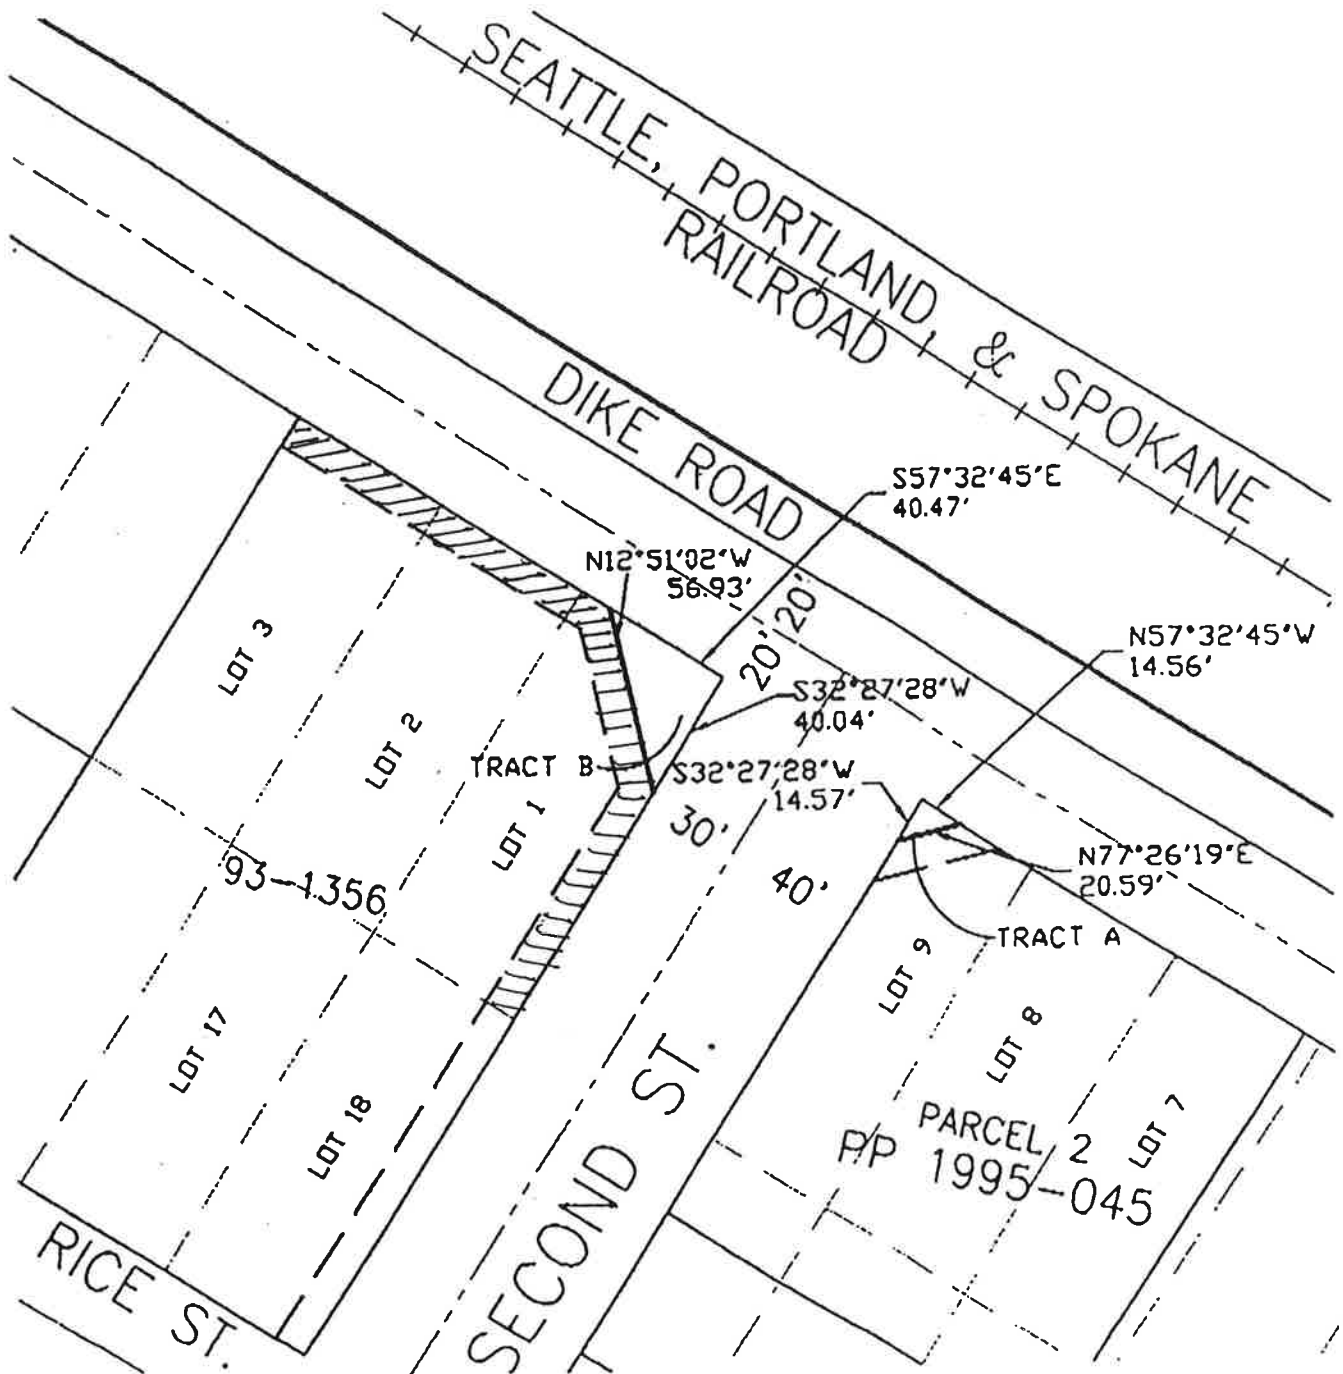 SEATTLE, PORTLAND, & SPOKANE
RAILROAD
DIKE ROAD
S57°32'45"E
40.47'
N12°51'02"W
56.93'
20' 20'
N57°32'45"W
14.56'
LOT 3
S32°27'28"W
40.04'
LOT 2
TRACT B
S32°27'28"W
14.57'
LOT 1
30'
40'
N77°26'19"E
20.59'
93-1356
TRACT A
LOT 9
LOT 8
LOT 17
LOT 18
PARCEL 2
PP 1995-045
LOT 7
SECOND ST.
RICE ST.